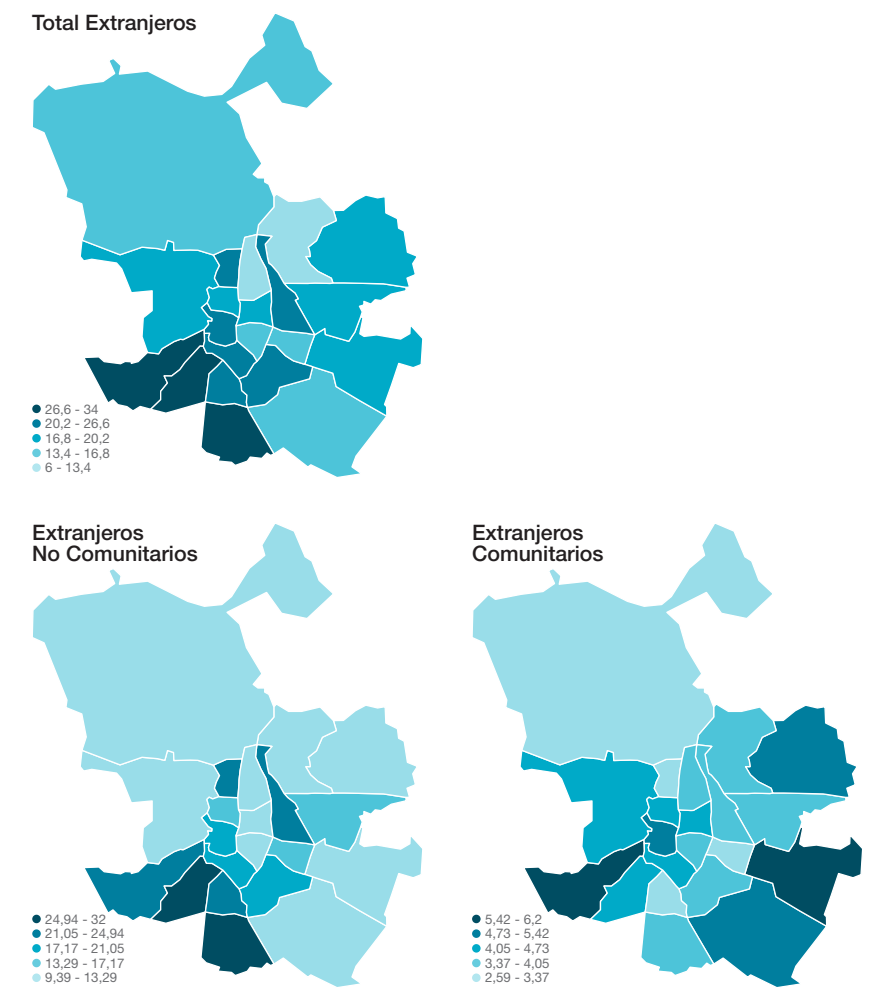 Total Extranjeros
26,6 - 34
20,2 - 26,6
16,8 - 20,2
13,4 - 16,8
6 - 13,4
Extranjeros
No Comunitarios
24,94 - 32
21,05 - 24,94
17,17 - 21,05
13,29 - 17,17
9,39 - 13,29
Extranjeros
Comunitarios
5,42 - 6,2
4,73 - 5,42
4,05 - 4,73
3,37 - 4,05
2,59 - 3,37